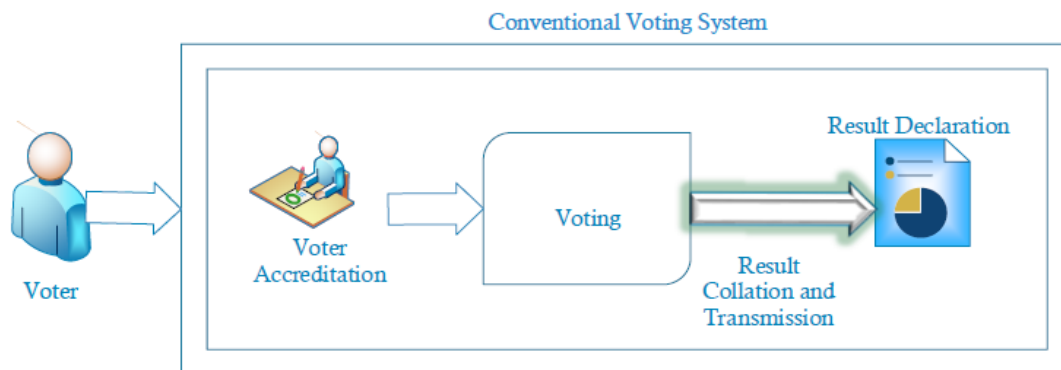 Conventional Voting System
Result Declaration
Voting
Voter
Accreditation
Voter
Result
Collation and
Transmission